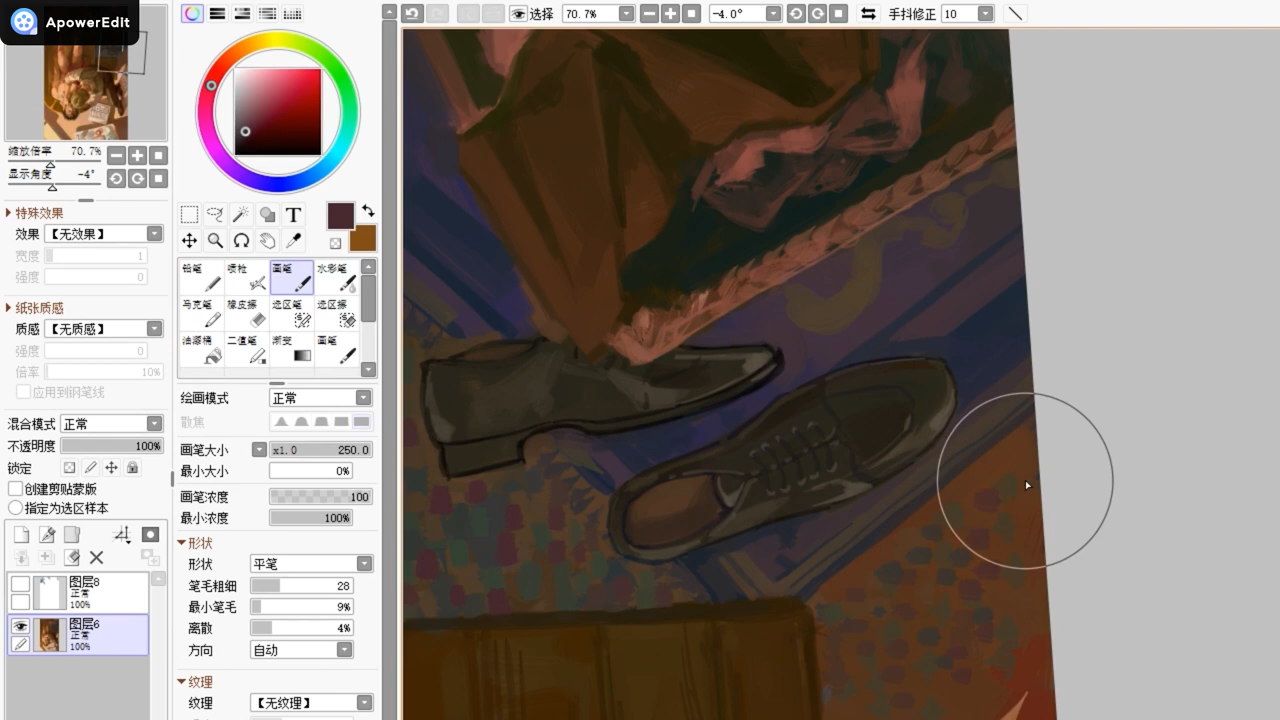 ApowerEdit
选择
70.7%
-4.0°
手抖修正
10
缩放倍率 70.7%
显示角度 -4°
特殊效果
效果 【无效果】
宽度 1
强度 0
纸张质感
质感 【无质感】
强度 0
倍率 10%
应用到钢笔线
混合模式 正常
不透明度 100%
锁定
创建剪贴蒙版
指定为选区样本
图层8
正常
100%
图层6
正常
100%
T
铅笔 喷枪 画笔 水彩笔
马克笔 橡皮擦 选区笔 选区擦
油漆桶 二值笔 渐变 画笔
绘画模式 正常
散焦
画笔大小 x1.0 250.0
最小大小 0%
画笔浓度 100
最小浓度 100%
形状
形状 平笔
笔毛粗细 28
最小笔毛 9%
离散 4%
方向 自动
纹理
纹理 【无纹理】